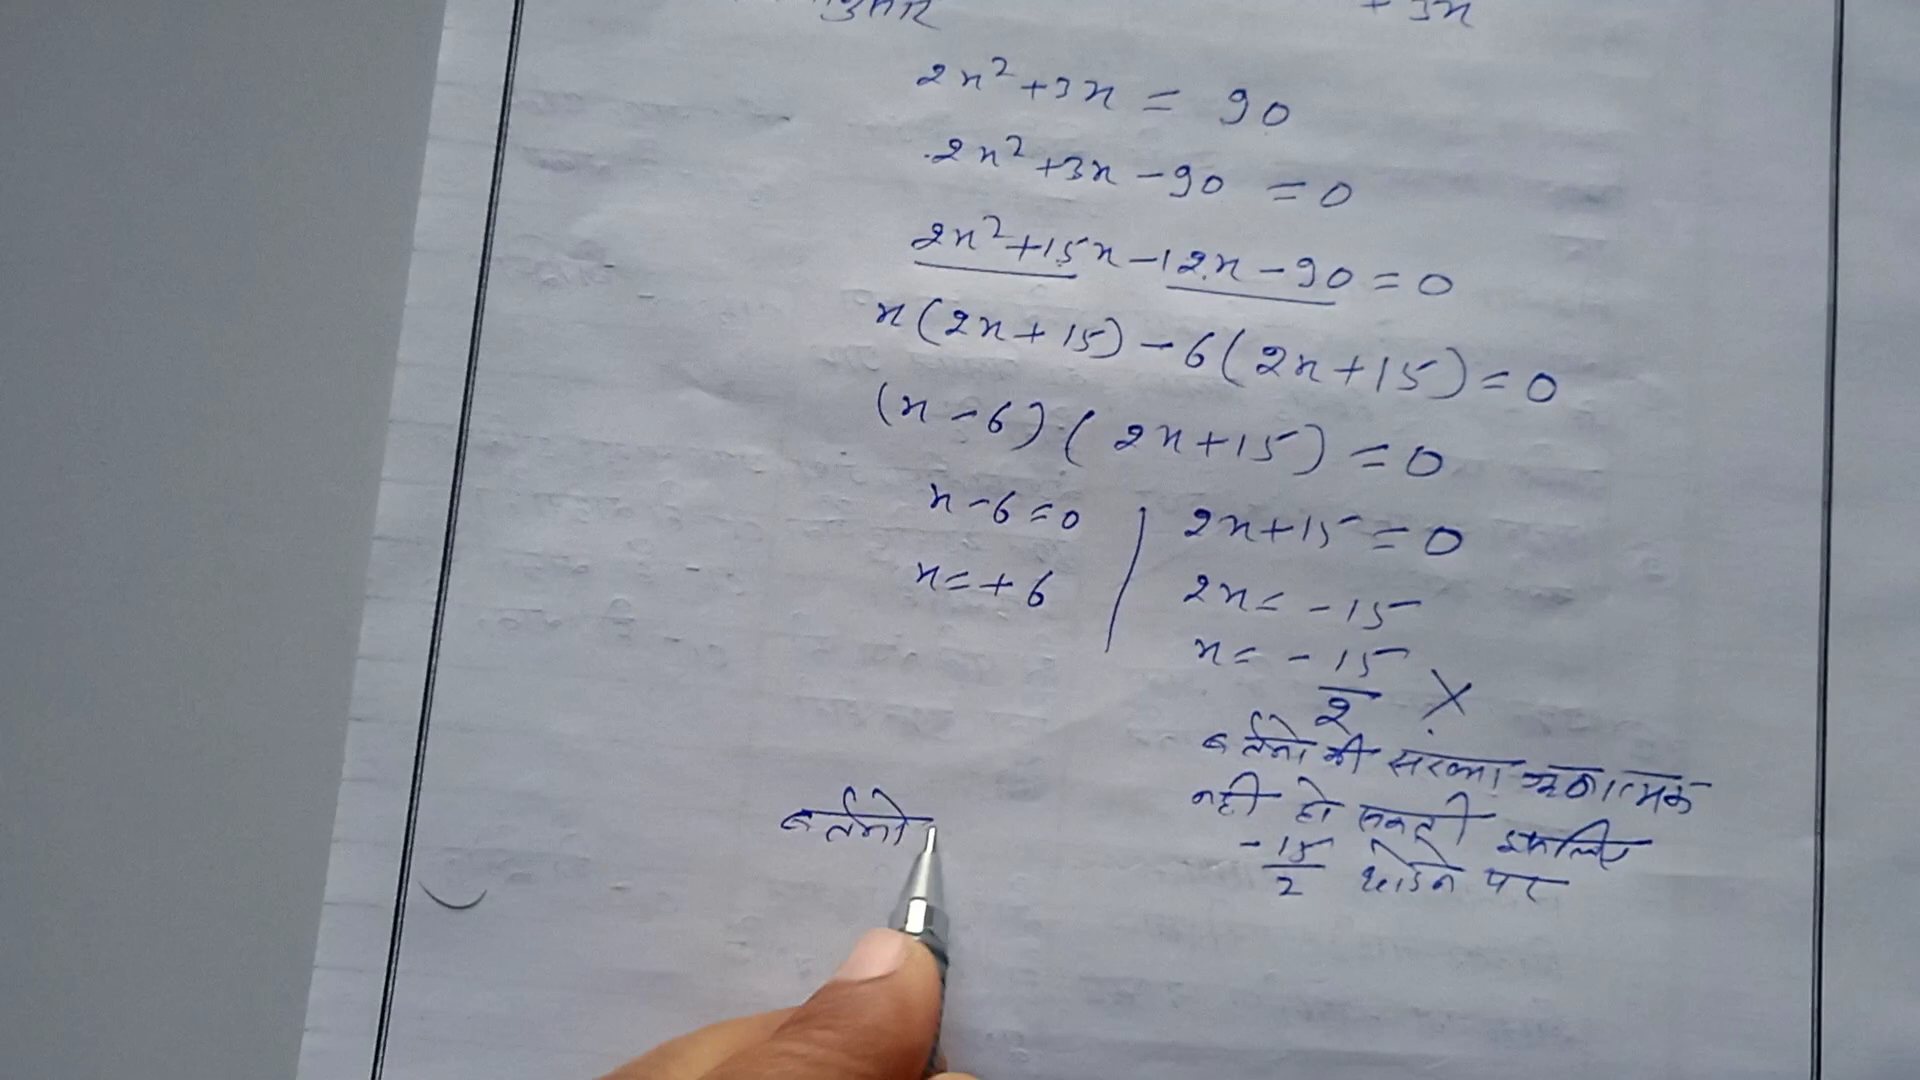 + 3x
2x² + 3x = 90
2x² + 3x - 90 = 0
2x² + 15x - 12x - 90 = 0
x(2x + 15) - 6(2x + 15) = 0
(x - 6)(2x + 15) = 0
x - 6 = 0 | 2x + 15 = 0
x = + 6 | 2x = - 15
x = - 15/2 ×
बर्तनो की संख्या ऋणात्मक
नही हो सकती इसलिए
- 15/2 छोडने पर
बर्तनो